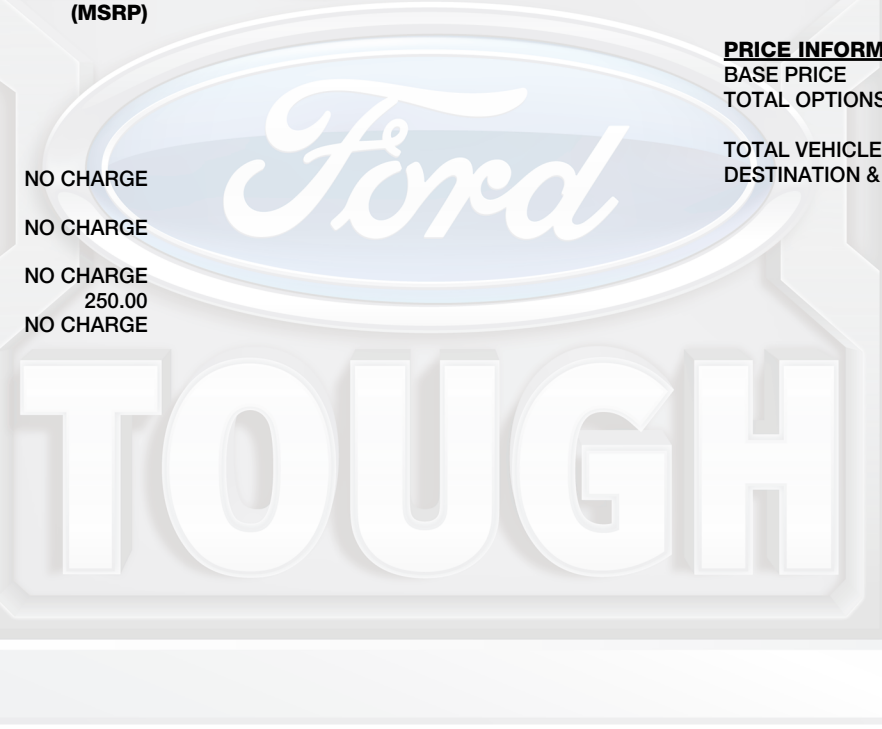 (MSRP)
NO CHARGE
NO CHARGE
NO CHARGE
250.00
NO CHARGE
PRICE INFORM
BASE PRICE
TOTAL OPTIONS
TOTAL VEHICLE
DESTINATION &
Ford
TOUGH